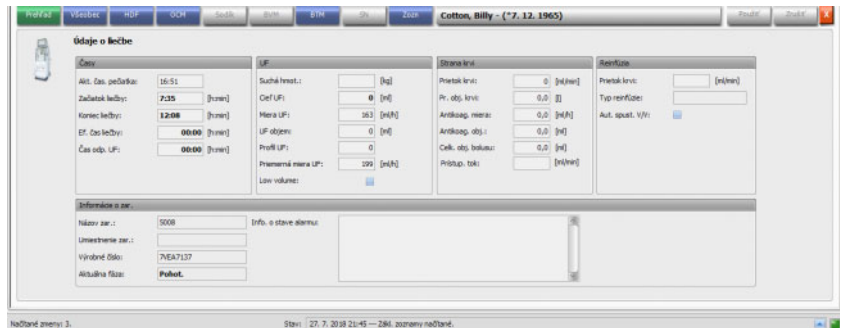 Prehľad Všeobec HDF OCM Sodík BVM BTM SN Zozn Cotton, Billy - (*7. 12. 1965) Použiť Zrušiť X
Údaje o liečbe
Časy UF Strana krvi Reinfúzia
Akt. čas. pečiatka: 16:51 Suchá hmot.: [kg] Prietok krvi: 0 [ml/min] Prietok krvi: [ml/min]
Začiatok liečby: 7:35 [h:min] Cieľ UF: 0 [ml] Pr. obj. krvi: 0,0 [l] Typ reinfúzie:
Koniec liečby: 12:08 [h:min] Miera UF: 163 [ml/h] Antikoag. miera: 0,0 [ml/h] Aut. spust. V/V:
Ef. čas liečby: 00:00 [h:min] UF objem: 0 [ml] Antikoag. obj.: 0,0 [ml]
Čas odp. UF: 00:00 [h:min] Profil UF: 0 Celk. obj. bolusu: 0,0 [ml]
Priemerná miera UF: 199 [ml/h] Prístup. tok: [ml/min]
Low volume:
Informácie o zar.
Názov zar.: 5008 Info. o stave alarmu:
Umiestnenie zar.:
Výrobné číslo: 7VEA7137
Aktuálna fáza: Pohot.
Načítané zmeny: 3. Stav: 27. 7. 2018 21:45 — Zákl. zoznamy načítané.